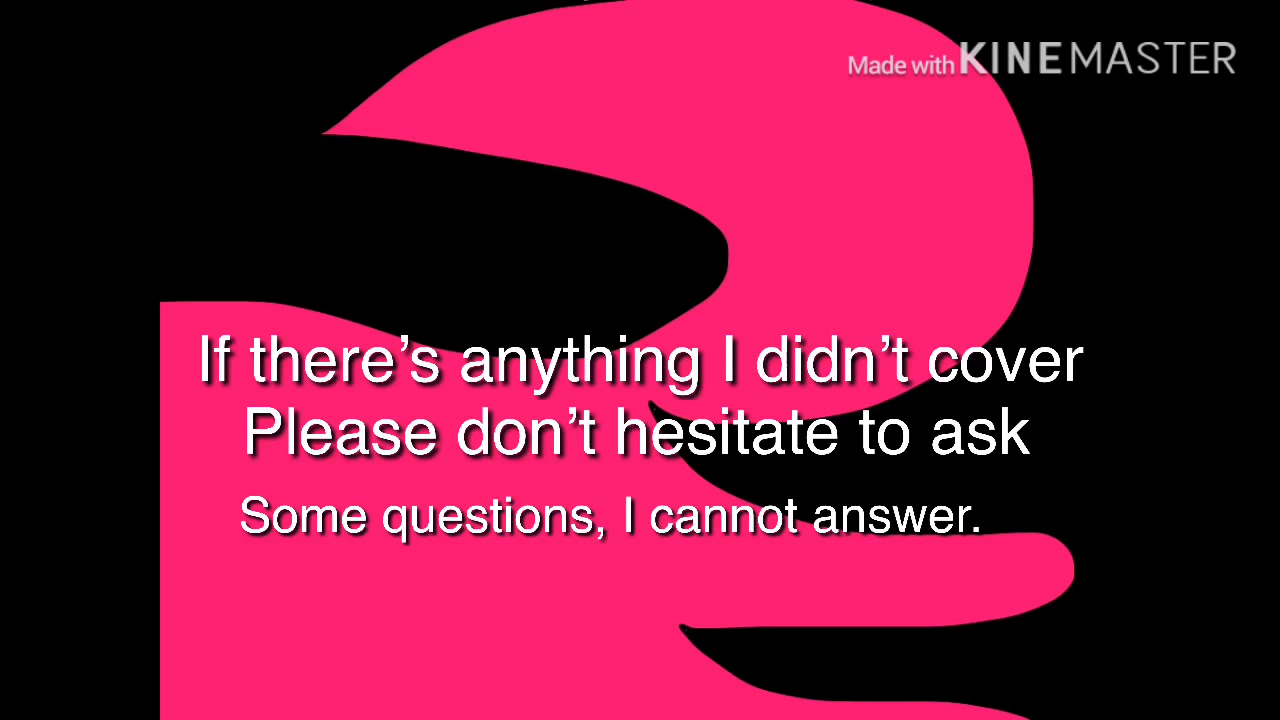 Made with KINEMASTER
If there’s anything I didn’t cover
Please don’t hesitate to ask
Some questions, I cannot answer.